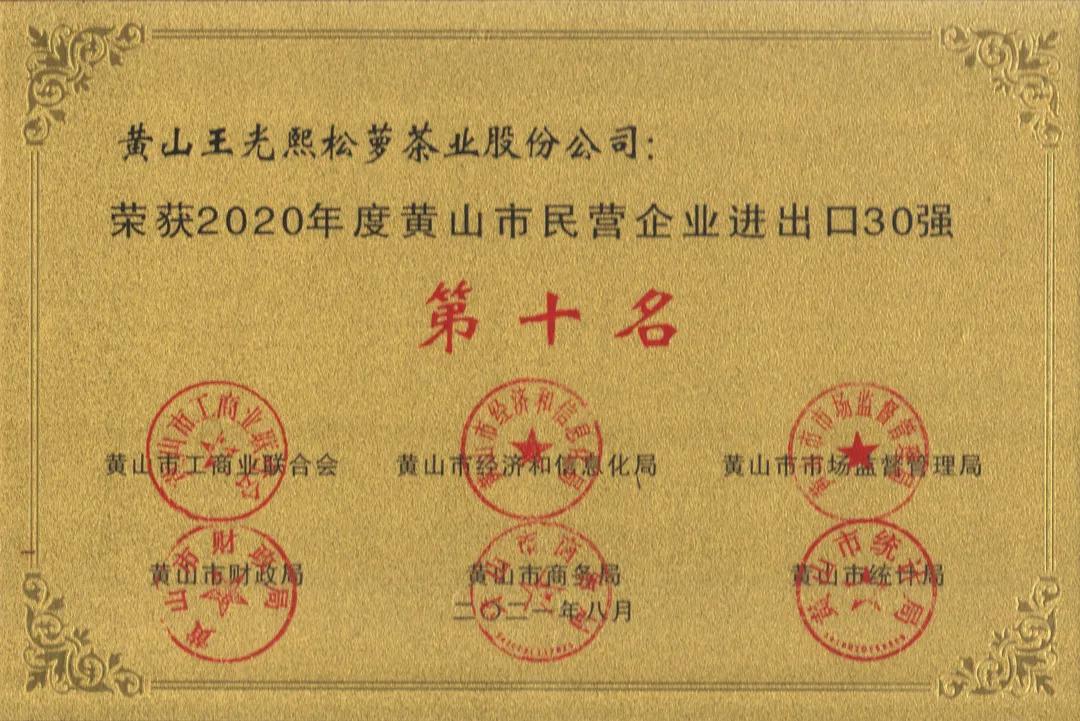 黄山王光熙松萝茶业股份公司:
荣获2020年度黄山市民营企业进出口30强
第十名
黄山市工商业联合会 黄山市经济和信息化局 黄山市市场监督管理局
黄山市财政局 黄山市商务局 黄山市统计局
二〇二一年八月